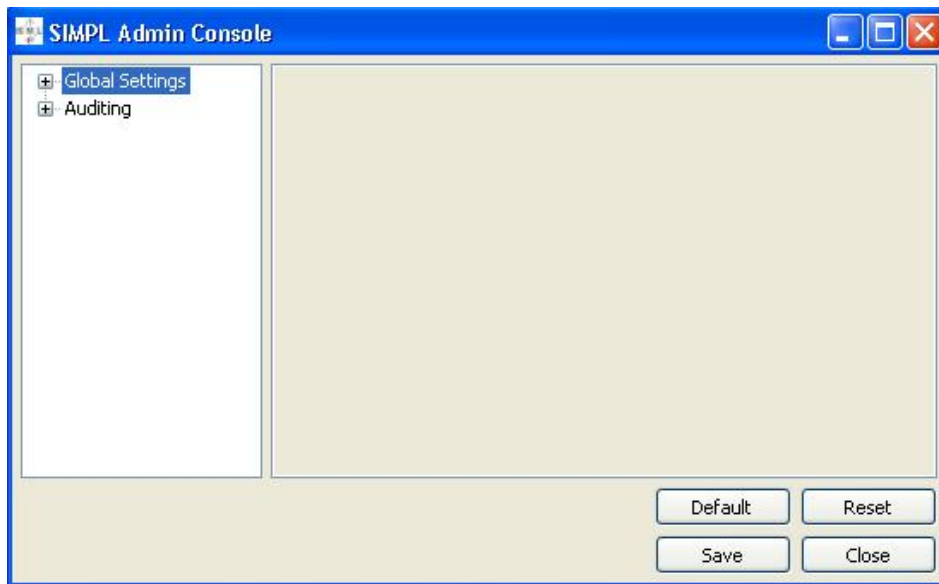 SIMPL Admin Console
Global Settings
Auditing
Default
Reset
Save
Close